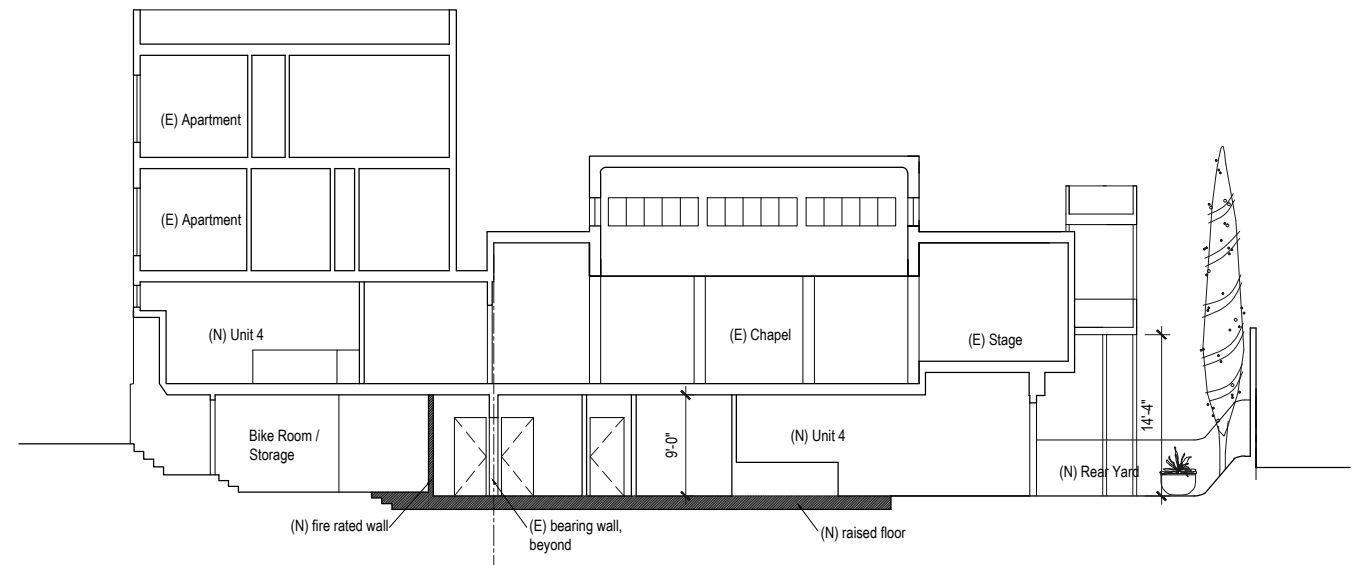 (E) Apartment
(E) Apartment
(N) Unit 4
(E) Chapel
(E) Stage
Bike Room /
Storage
9'-0"
(N) Unit 4
14'-4"
(N) Rear Yard
(N) fire rated wall
(E) bearing wall,
beyond
(N) raised floor